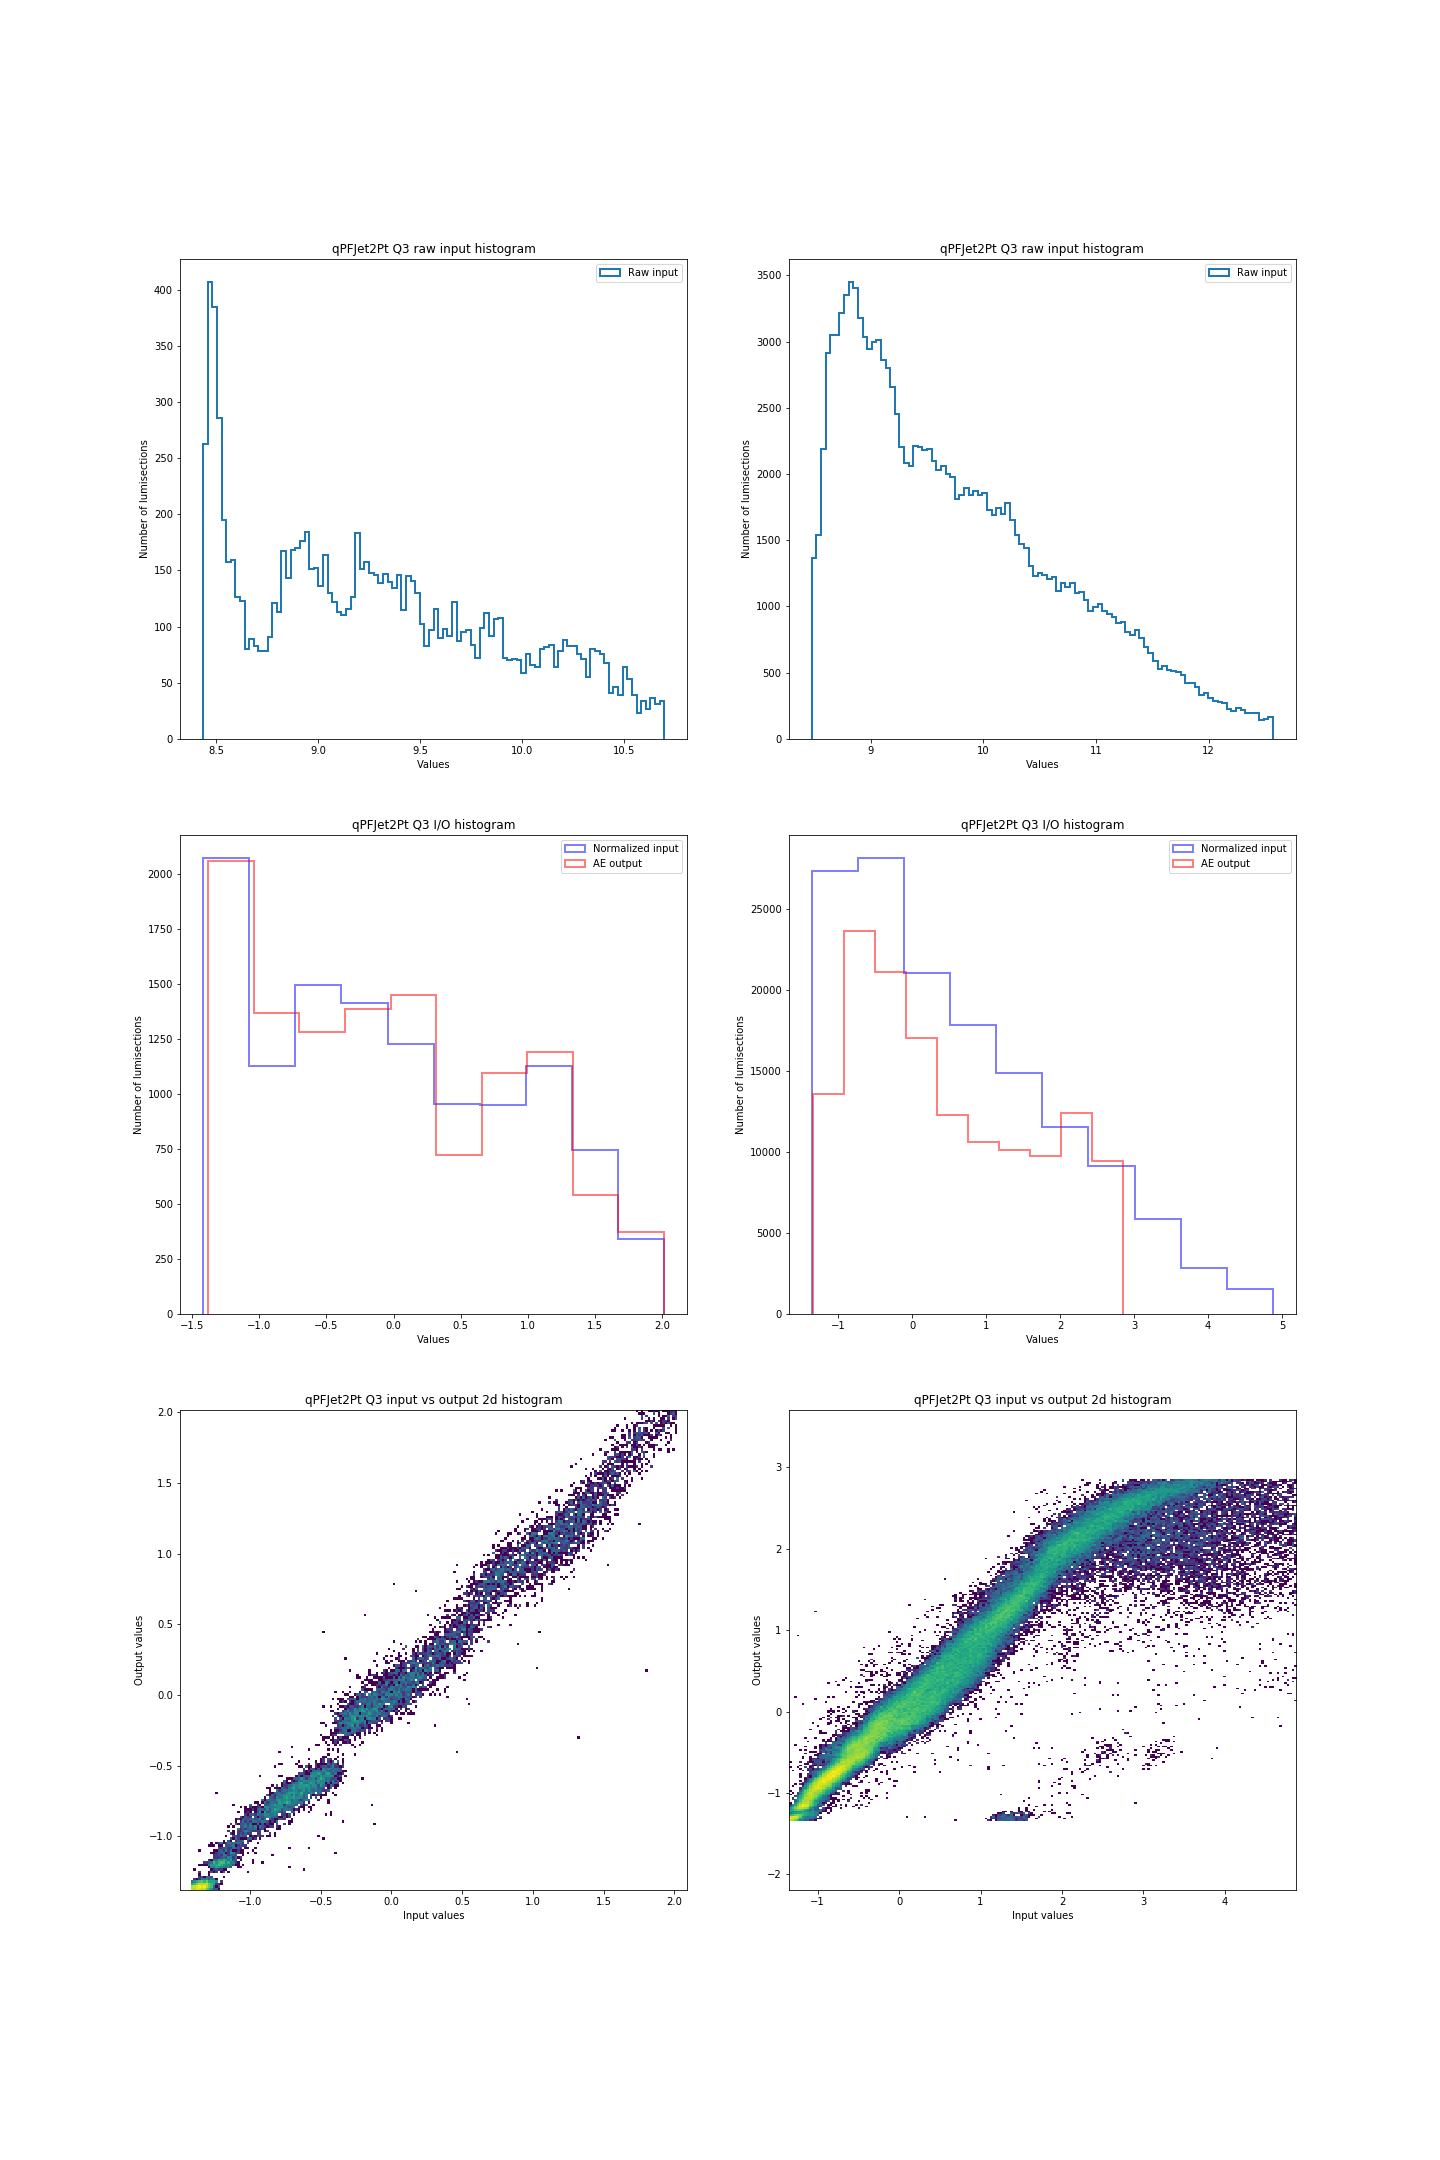 qPFJet2Pt Q3 raw input histogram
Raw input
400
350
300
250
200
150
100
50
0
Number of lumisections
8.5 9.0 9.5 10.0 10.5
Values
qPFJet2Pt Q3 raw input histogram
Raw input
3500
3000
2500
2000
1500
1000
500
0
Number of lumisections
9 10 11 12
Values
qPFJet2Pt Q3 I/O histogram
Normalized input
AE output
2000
1750
1500
1250
1000
750
500
250
0
Number of lumisections
−1.5 −1.0 −0.5 0.0 0.5 1.0 1.5 2.0
Values
qPFJet2Pt Q3 I/O histogram
Normalized input
AE output
25000
20000
15000
10000
5000
0
Number of lumisections
−1 0 1 2 3 4 5
Values
qPFJet2Pt Q3 input vs output 2d histogram
2.0
1.5
1.0
0.5
0.0
−0.5
−1.0
Output values
−1.0 −0.5 0.0 0.5 1.0 1.5 2.0
Input values
qPFJet2Pt Q3 input vs output 2d histogram
3
2
1
0
−1
−2
Output values
−1 0 1 2 3 4
Input values